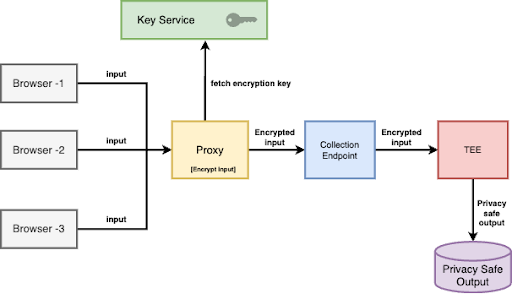 Key Service
input
fetch encryption key
Browser -1
input
Browser -2
Proxy
[Encrypt Input]
Encrypted
input
Collection
Endpoint
Encrypted
input
TEE
input
Browser -3
Privacy
safe
output
Privacy Safe
Output